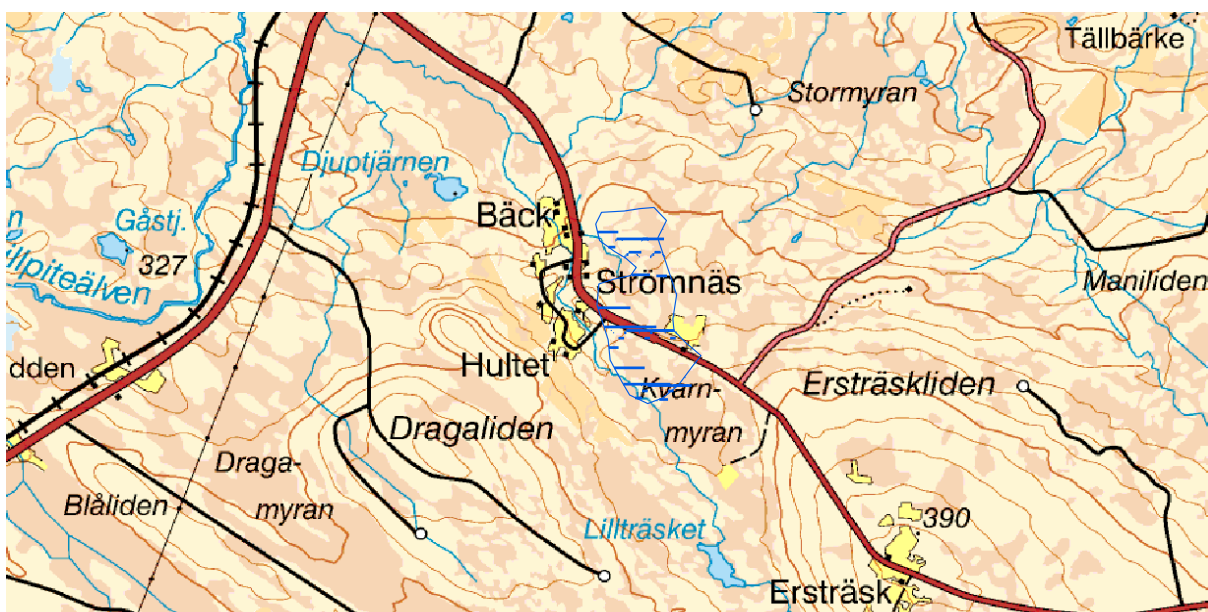 Tällbärke
Stormyran
Djuptjärnen
Bäck
Gåstj.
327
Strömnäs
Maniliden
dden
Hultet
Kvarn-
myran
Ersträskliden
Dragaliden
Draga-
myran
Blåliden
Lillträsket
390
Ersträsk